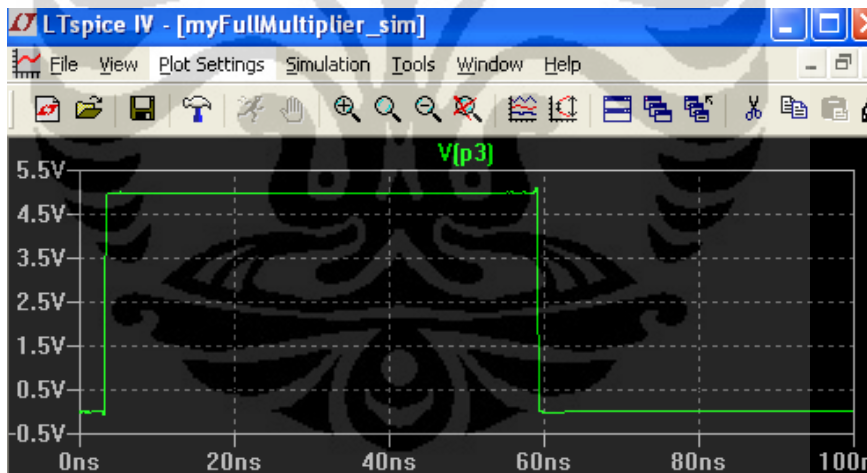 LTspice IV - [myFullMultiplier_sim]
File View Plot Settings Simulation Tools Window Help
V(p3)
5.5V
4.5V
3.5V
2.5V
1.5V
0.5V
-0.5V
0ns 20ns 40ns 60ns 80ns 100n